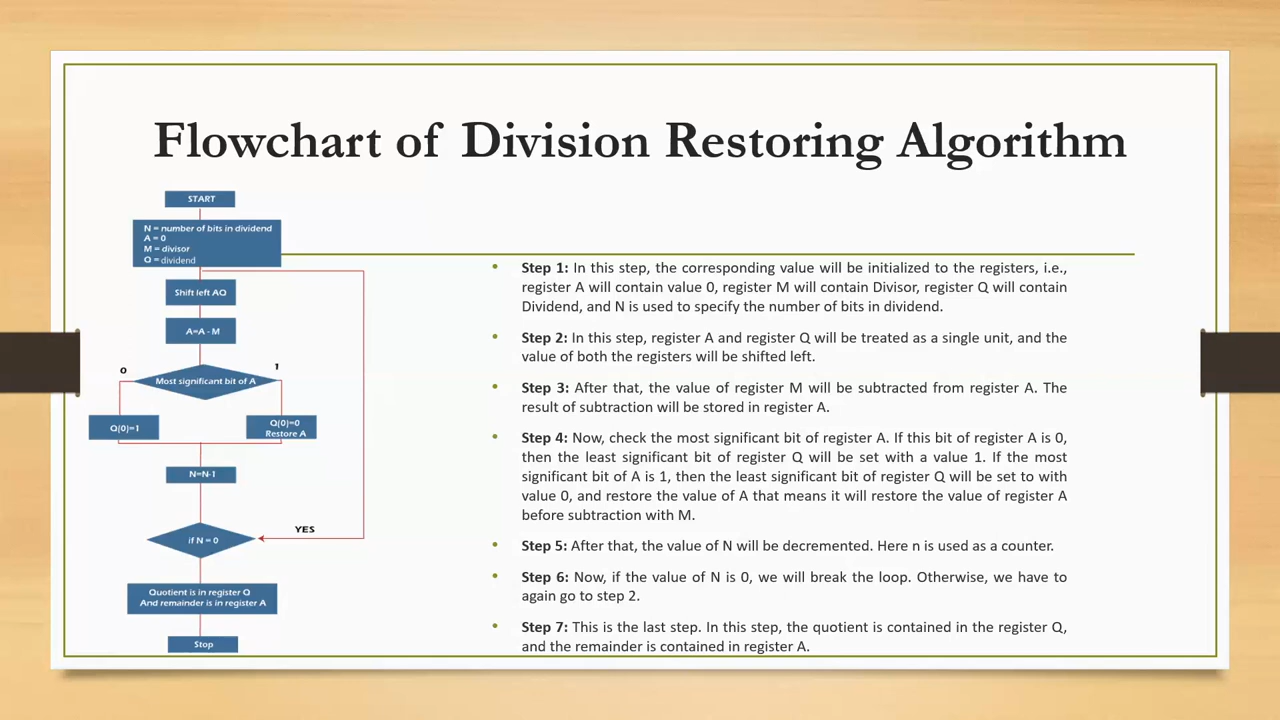 Flowchart of Division Restoring Algorithm
START
N = number of bits in dividend
A = 0
M = divisor
Q = dividend
Shift left AQ
A=A - M
0
1
Most significant bit of A
Q(0)=1
Q(0)=0
Restore A
N=N-1
YES
if N = 0
Quotient is in register Q
And remainder is in register A
Stop
• Step 1: In this step, the corresponding value will be initialized to the registers, i.e.,
register A will contain value 0, register M will contain Divisor, register Q will contain
Dividend, and N is used to specify the number of bits in dividend.
• Step 2: In this step, register A and register Q will be treated as a single unit, and the
value of both the registers will be shifted left.
• Step 3: After that, the value of register M will be subtracted from register A. The
result of subtraction will be stored in register A.
• Step 4: Now, check the most significant bit of register A. If this bit of register A is 0,
then the least significant bit of register Q will be set with a value 1. If the most
significant bit of A is 1, then the least significant bit of register Q will be set to with
value 0, and restore the value of A that means it will restore the value of register A
before subtraction with M.
• Step 5: After that, the value of N will be decremented. Here n is used as a counter.
• Step 6: Now, if the value of N is 0, we will break the loop. Otherwise, we have to
again go to step 2.
• Step 7: This is the last step. In this step, the quotient is contained in the register Q,
and the remainder is contained in register A.